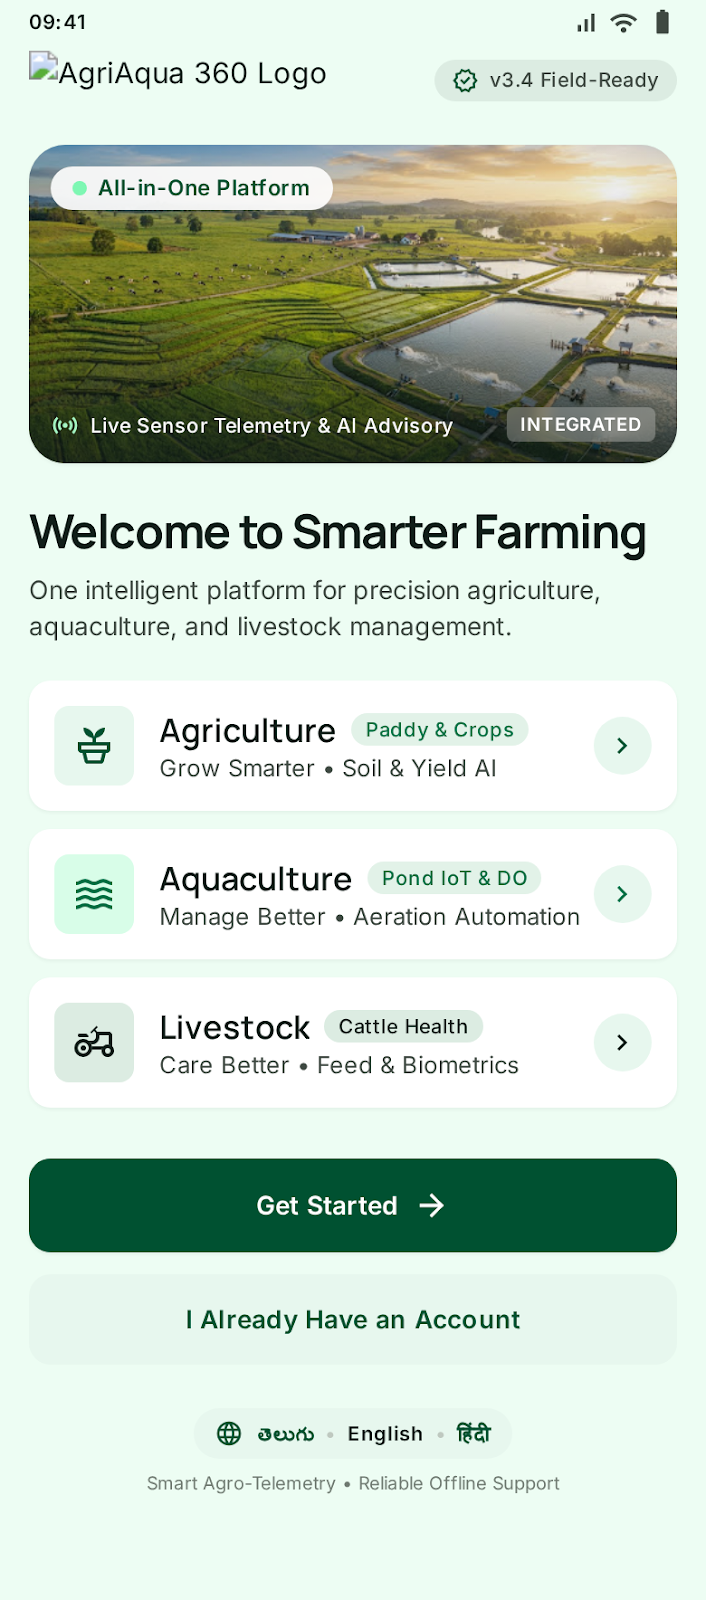 09:41
AgriAqua 360 Logo
v3.4 Field-Ready
All-in-One Platform
Live Sensor Telemetry & AI Advisory
INTEGRATED
Welcome to Smarter Farming
One intelligent platform for precision agriculture,
aquaculture, and livestock management.
Agriculture
Paddy & Crops
Grow Smarter • Soil & Yield AI
Aquaculture
Pond IoT & DO
Manage Better • Aeration Automation
Livestock
Cattle Health
Care Better • Feed & Biometrics
Get Started
I Already Have an Account
తెలుగు • English • हिंदी
Smart Agro-Telemetry • Reliable Offline Support